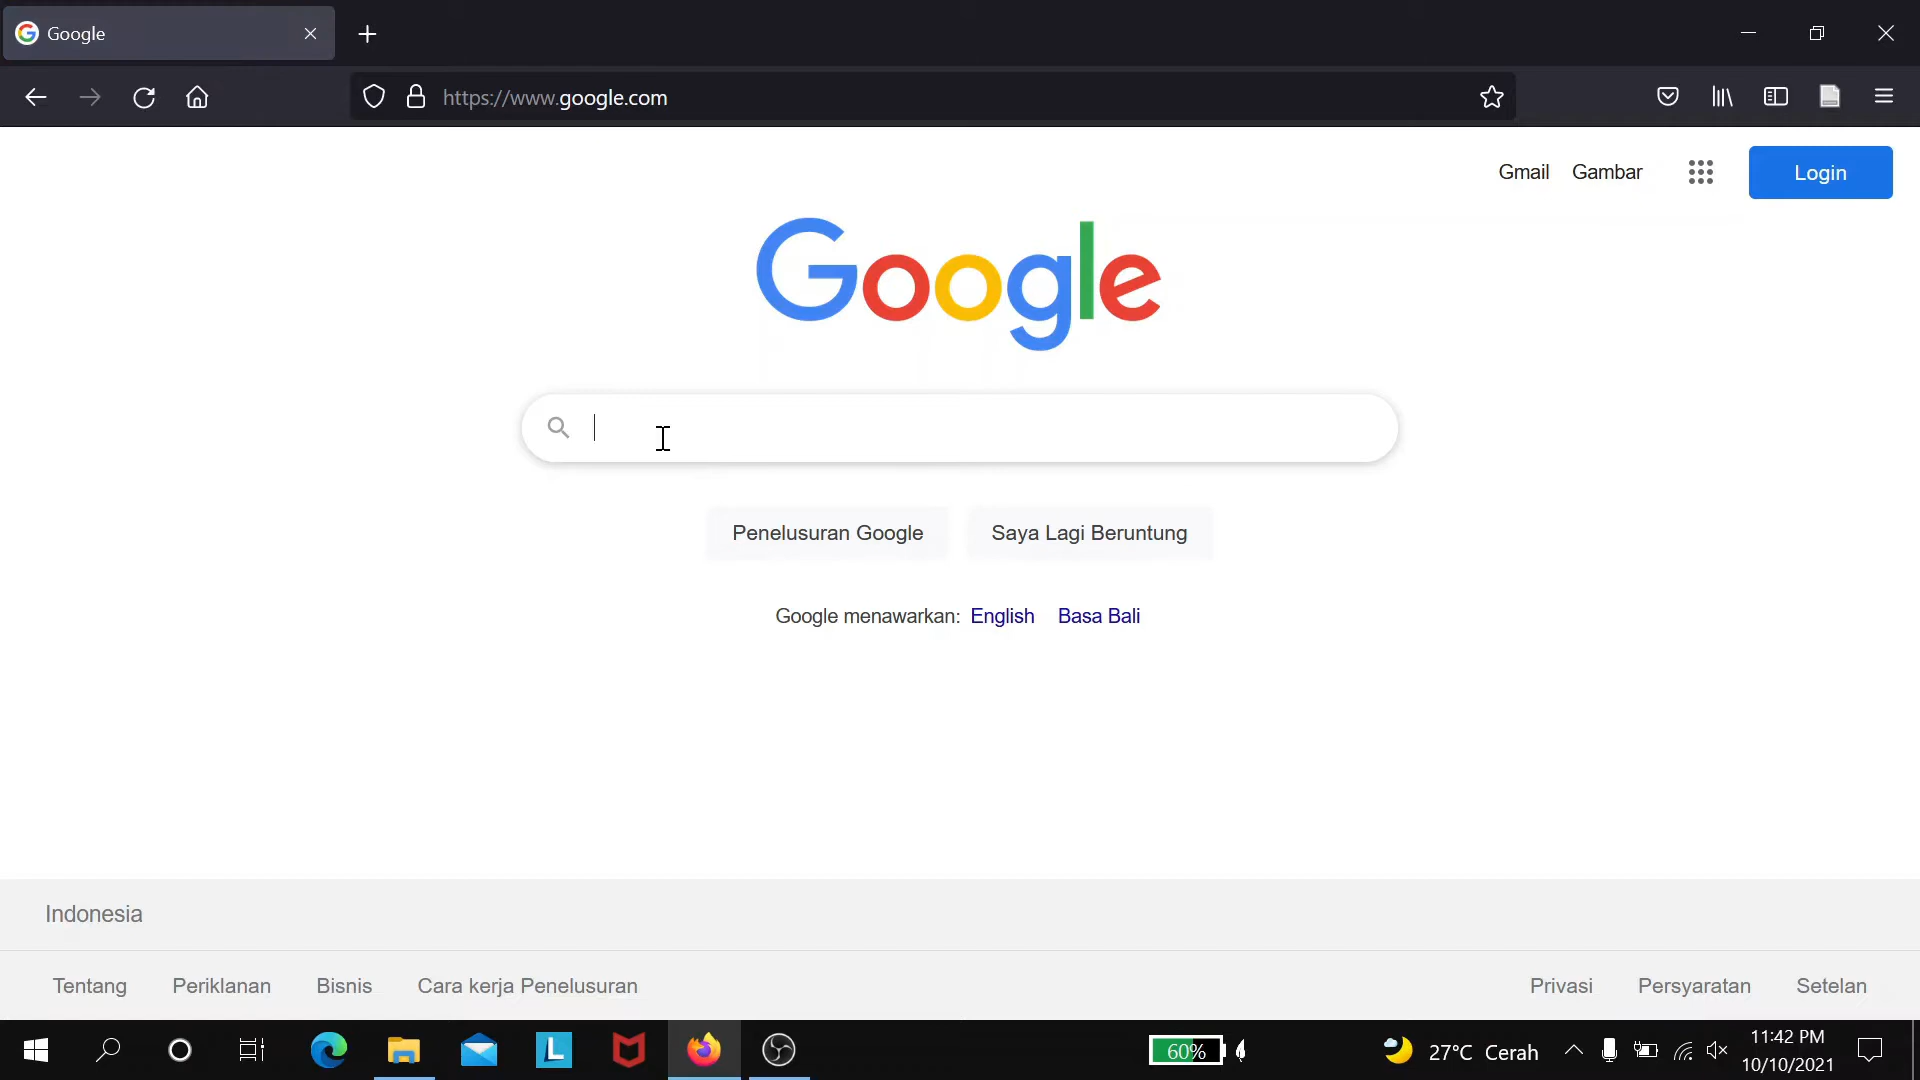 Google
https://www.google.com
Gmail Gambar Login
Google
Penelusuran Google Saya Lagi Beruntung
Google menawarkan: English Basa Bali
Indonesia
Tentang Periklanan Bisnis Cara kerja Penelusuran Privasi Persyaratan Setelan
L 60% 27°C Cerah 11:42 PM
10/10/2021